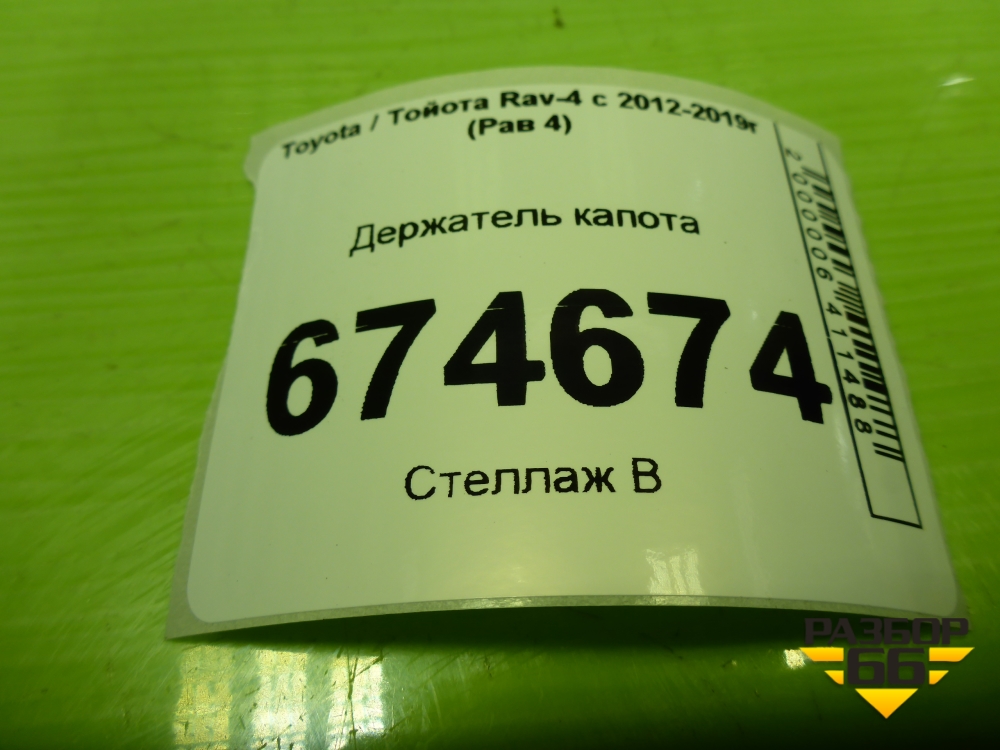 Toyota / Тойота Rav-4 с 2012-2019г
(Рав 4)
Держатель капота
674674
Стеллаж В
2000006411488
РАЗБОР
66